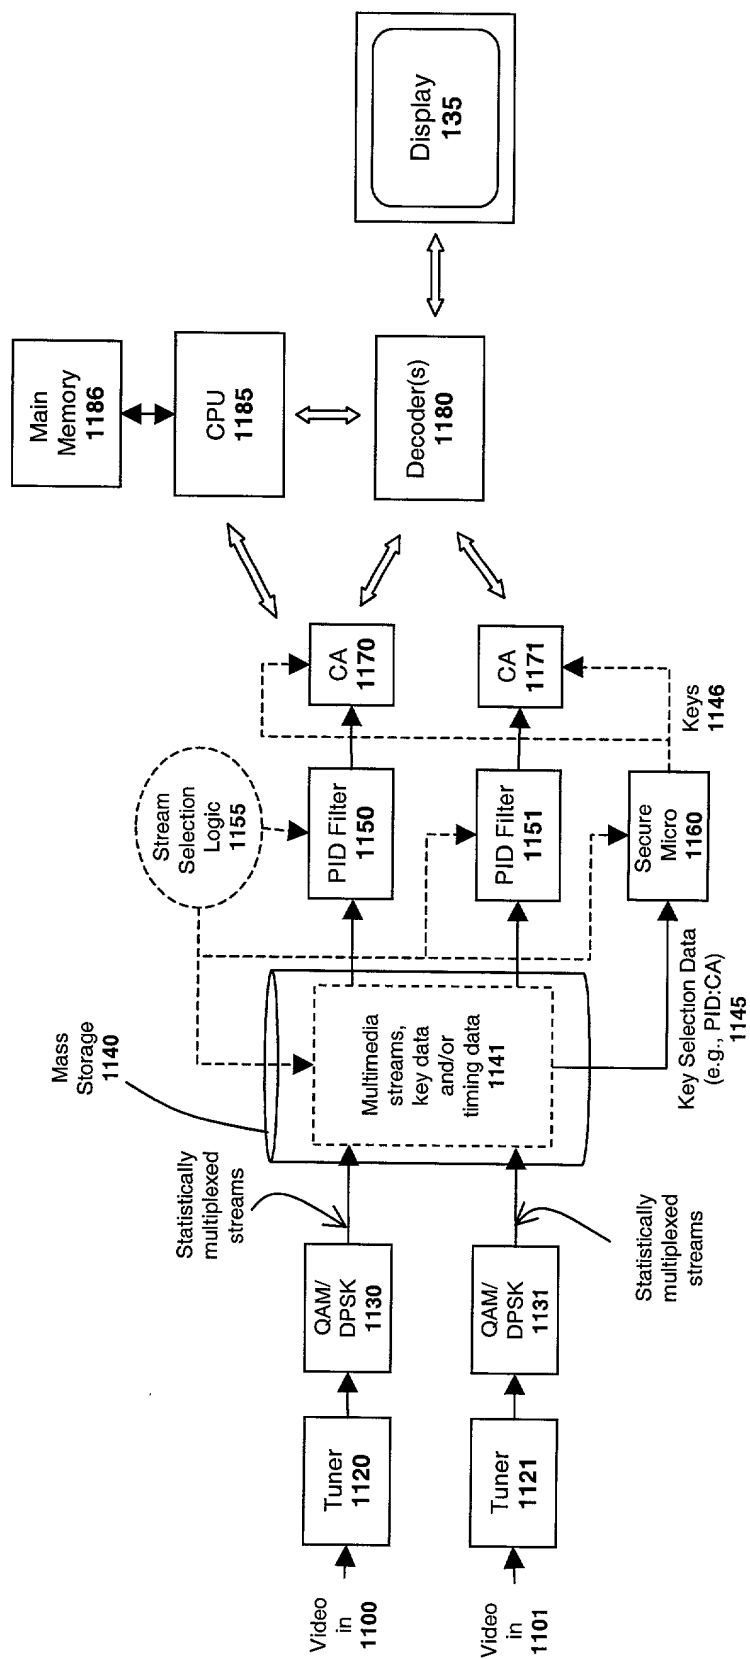 Video
in
1100
Tuner
1120
QAM/
DPSK
1130
Statistically
multiplexed
streams
Mass
Storage
1140
Multimedia
streams,
key data
and/or
timing data
1141
Stream
Selection
Logic
1155
PID Filter
1150
CA
1170
Main
Memory
1186
CPU
1185
Decoder(s)
1180
Display
135
Video
in
1101
Tuner
1121
QAM/
DPSK
1131
Statistically
multiplexed
streams
PID Filter
1151
CA
1171
Key Selection Data
(e.g., PID:CA)
1145
Secure
Micro
1160
Keys
1146